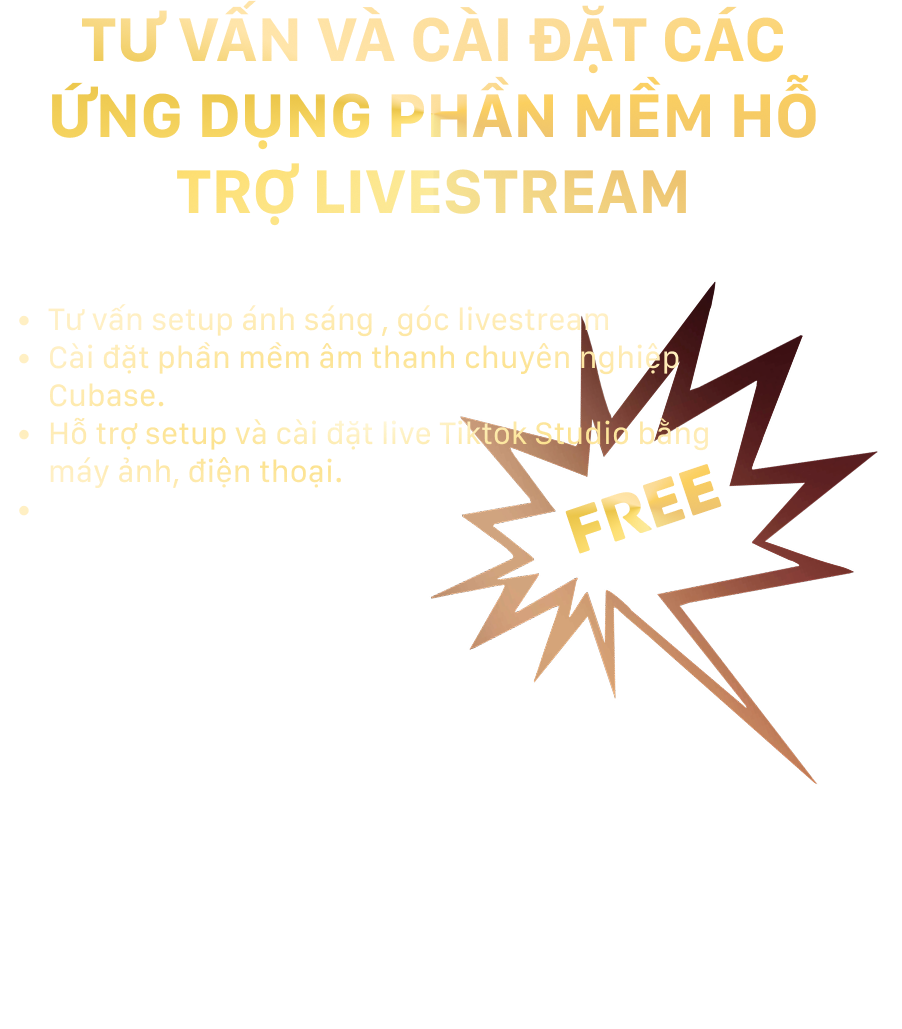 TƯ VẤN VÀ CÀI ĐẶT CÁC
ỨNG DỤNG PHẦN MỀM HỖ
TRỢ LIVESTREAM
• Tư vấn setup ánh sáng , góc livestream
• Cài đặt phần mềm âm thanh chuyên nghiệp
Cubase.
• Hỗ trợ setup và cài đặt live Tiktok Studio bằng
máy ảnh, điện thoại.
•
FREE